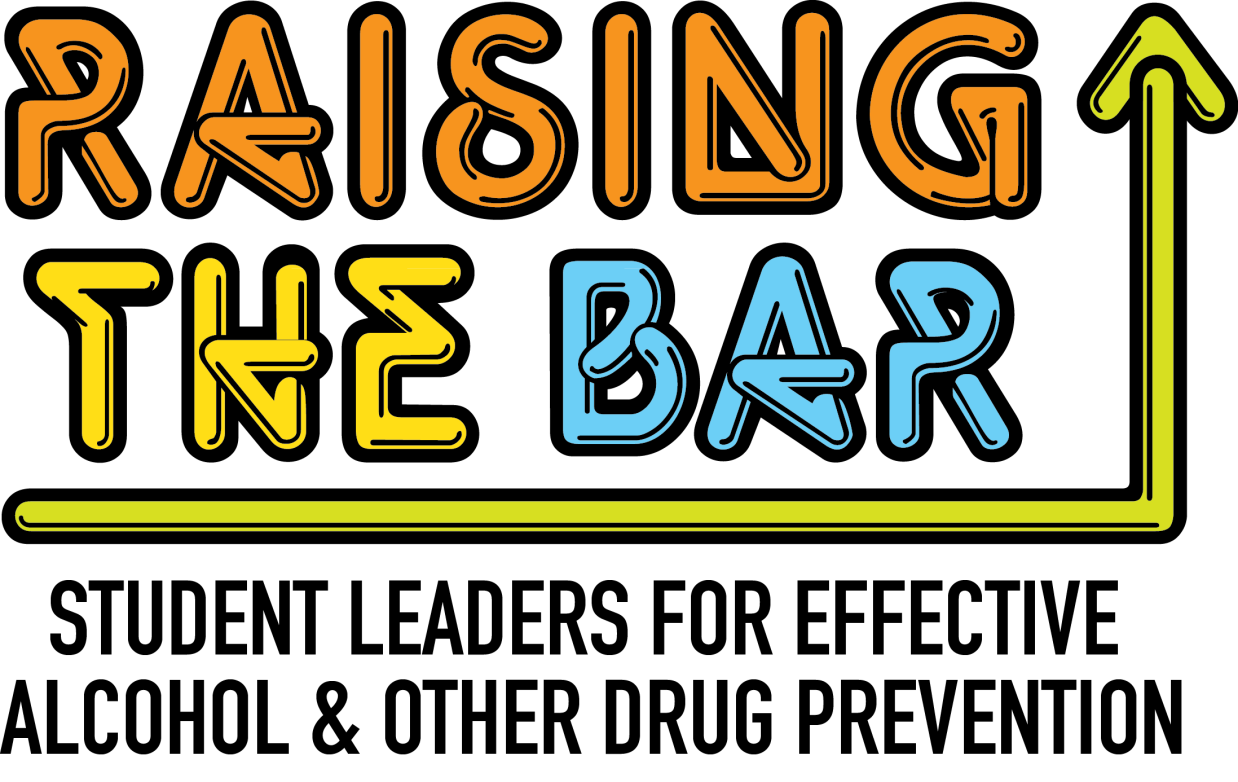 RAISING
THE BAR
STUDENT LEADERS FOR EFFECTIVE
ALCOHOL & OTHER DRUG PREVENTION